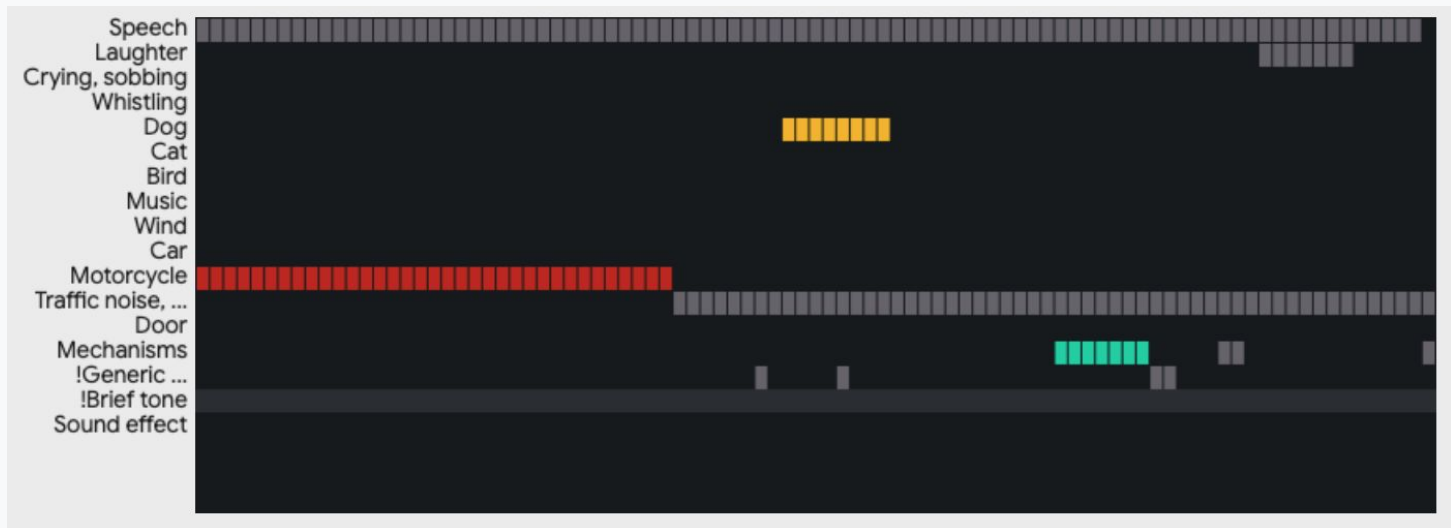 Speech
Laughter
Crying, sobbing
Whistling
Dog
Cat
Bird
Music
Wind
Car
Motorcycle
Traffic noise, ...
Door
Mechanisms
!Generic ...
!Brief tone
Sound effect